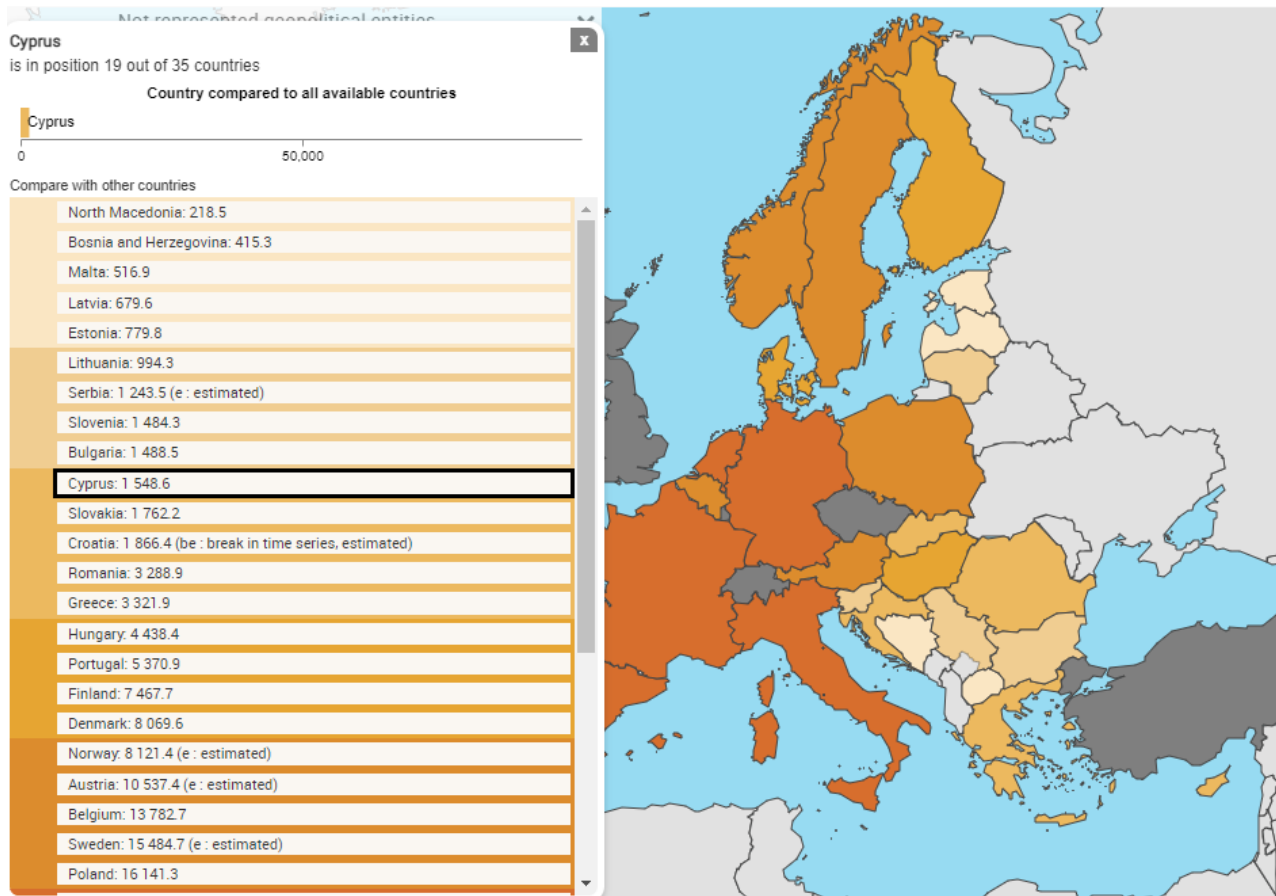 Not represented geopolitical entities
Cyprus
x
is in position 19 out of 35 countries
Country compared to all available countries
Cyprus
0
50,000
Compare with other countries
North Macedonia: 218.5
Bosnia and Herzegovina: 415.3
Malta: 516.9
Latvia: 679.6
Estonia: 779.8
Lithuania: 994.3
Serbia: 1 243.5 (e : estimated)
Slovenia: 1 484.3
Bulgaria: 1 488.5
Cyprus: 1 548.6
Slovakia: 1 762.2
Croatia: 1 866.4 (be : break in time series, estimated)
Romania: 3 288.9
Greece: 3 321.9
Hungary: 4 438.4
Portugal: 5 370.9
Finland: 7 467.7
Denmark: 8 069.6
Norway: 8 121.4 (e : estimated)
Austria: 10 537.4 (e : estimated)
Belgium: 13 782.7
Sweden: 15 484.7 (e : estimated)
Poland: 16 141.3